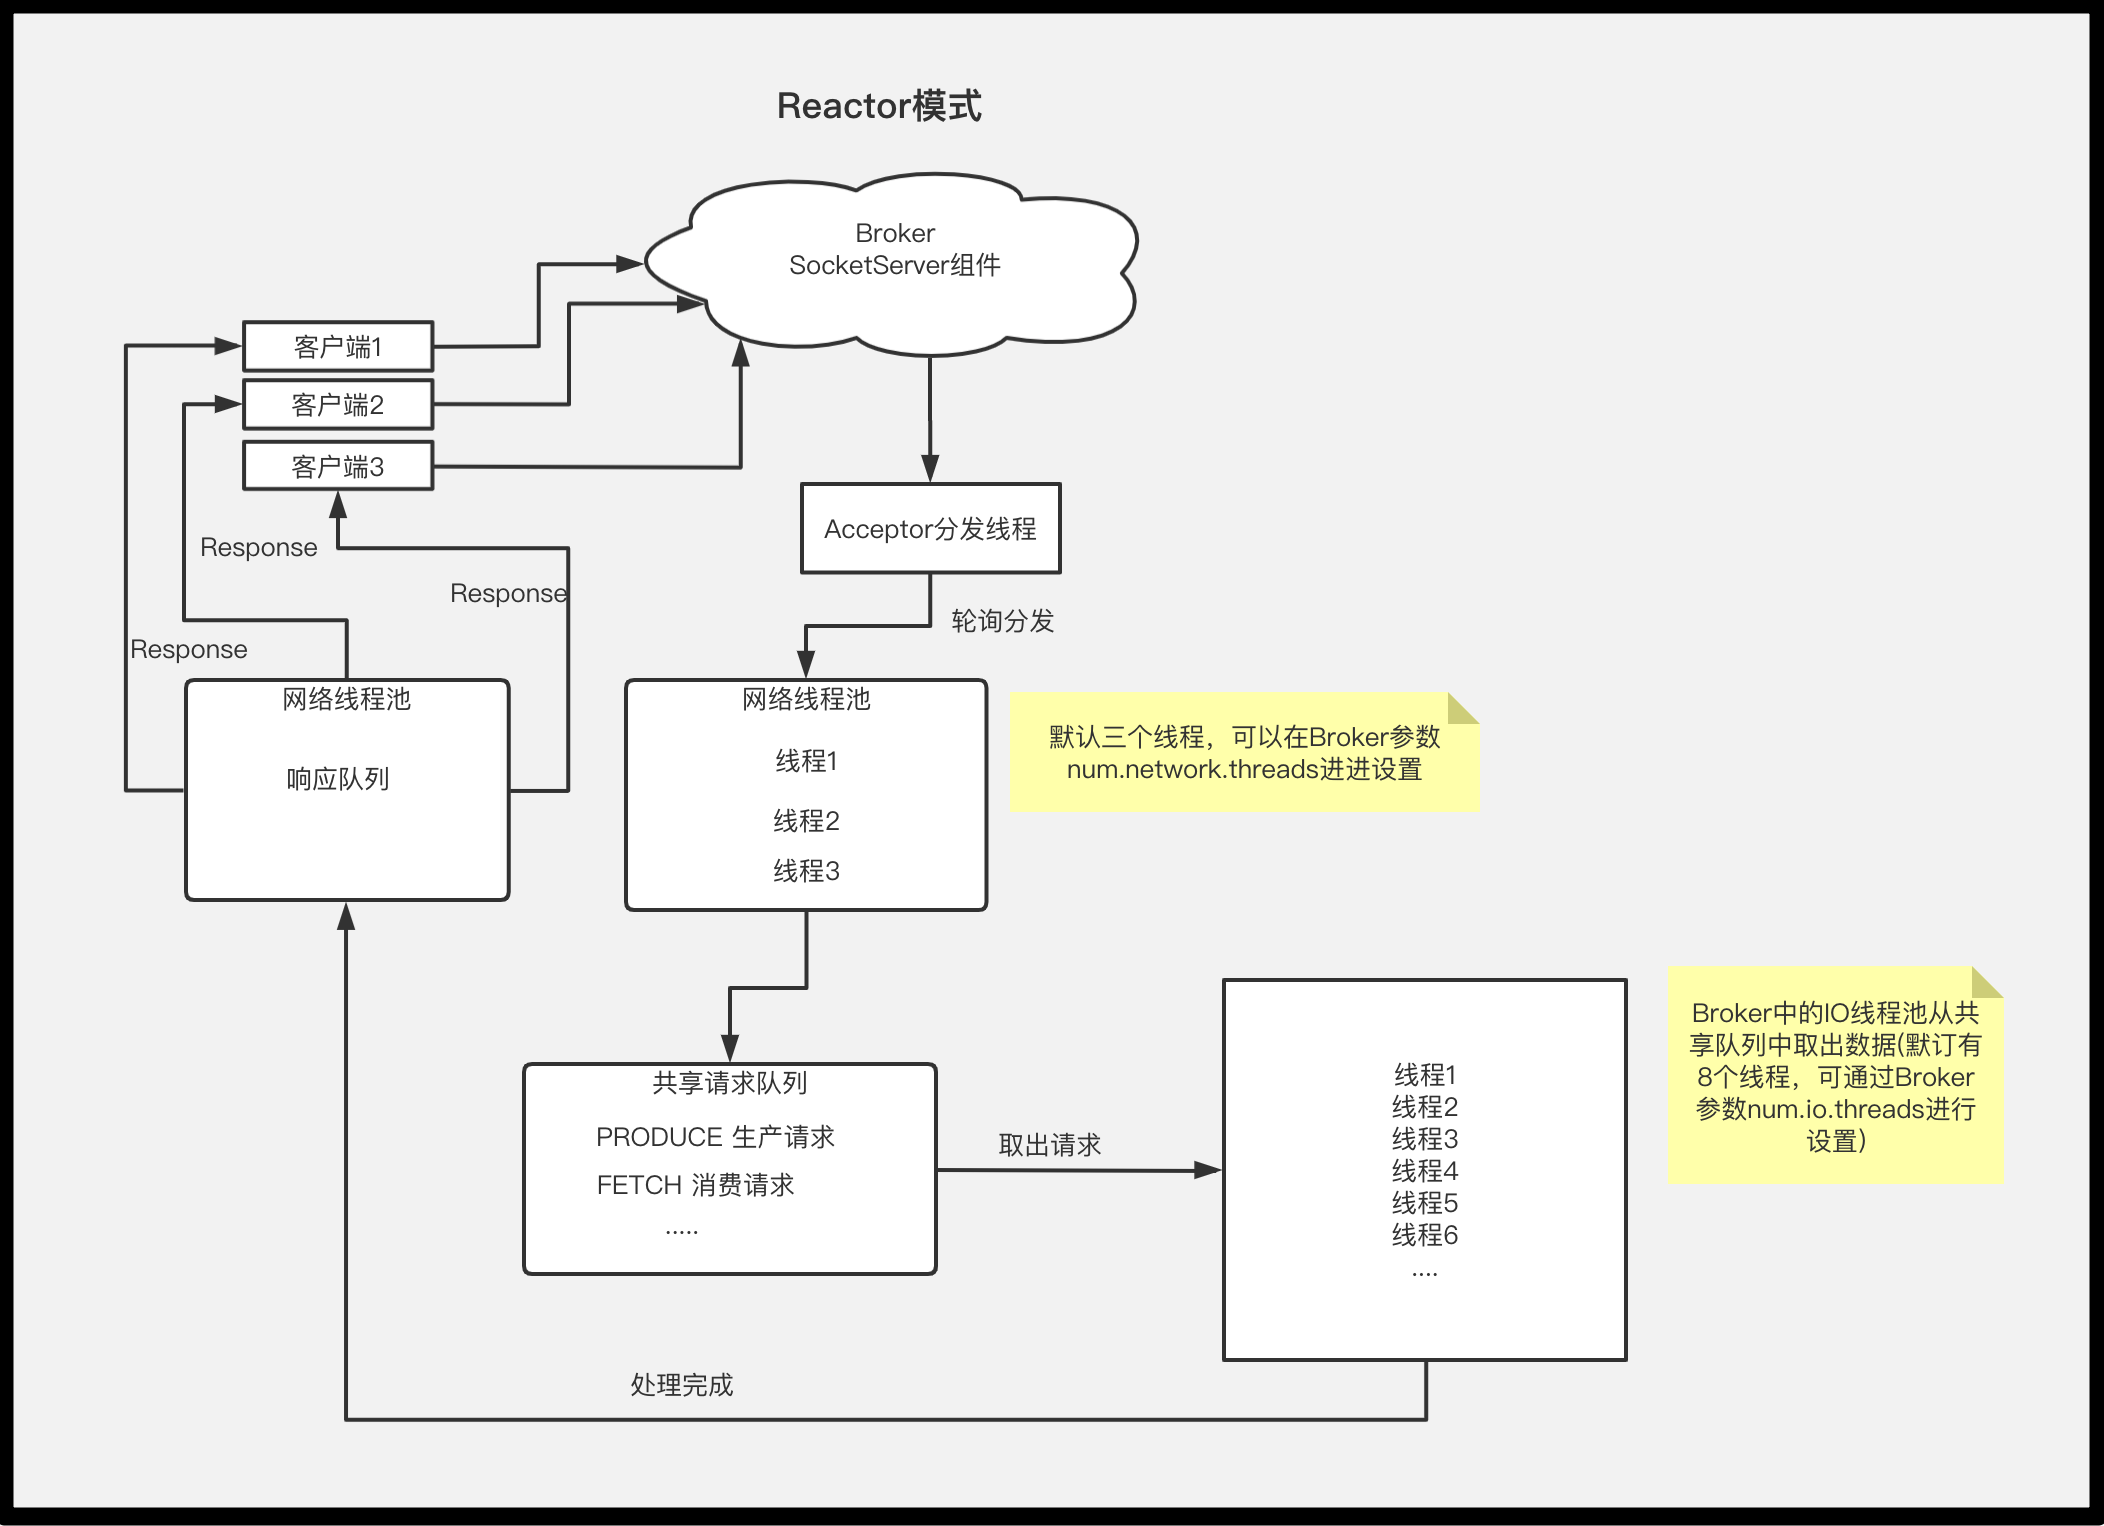 Reactor模式
Broker
SocketServer组件
客户端1
客户端2
客户端3
Acceptor分发线程
Response
Response
Response
轮询分发
网络线程池
响应队列
网络线程池
线程1
线程2
线程3
默认三个线程，可以在Broker参数
num.network.threads进进设置
共享请求队列
PRODUCE 生产请求
FETCH 消费请求
.....
取出请求
线程1
线程2
线程3
线程4
线程5
线程6
....
Broker中的IO线程池从共
享队列中取出数据(默订有
8个线程，可通过Broker
参数num.io.threads进行
设置)
处理完成